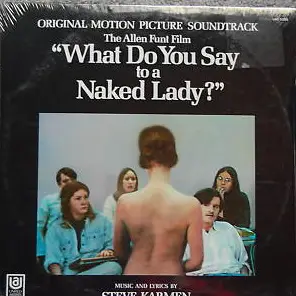 ORIGINAL MOTION PICTURE SOUNDTRACK
The Allen Funt Film
"What Do You Say
to a
Naked Lady?"
MUSIC AND LYRICS BY
STEVE KARMEN
UA